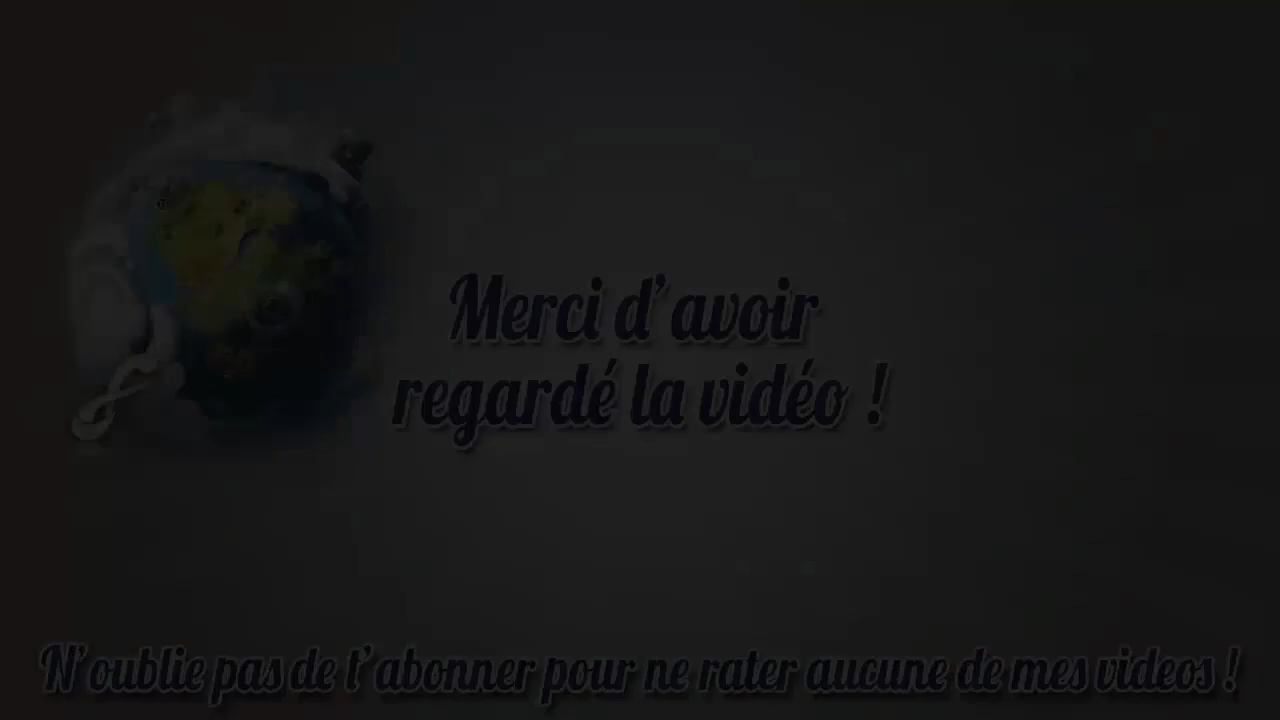 Merci d'avoir
regardé la vidéo !
N'oublie pas de t'abonner pour ne rater aucune de mes videos !